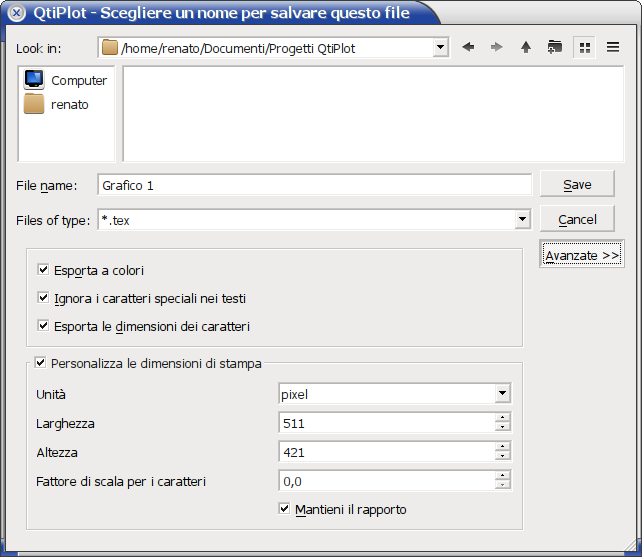 QtiPlot - Scegliere un nome per salvare questo file
Look in: /home/renato/Documenti/Progetti QtiPlot
Computer
renato
File name: Grafico 1 Save
Files of type: *.tex Cancel
Avanzate >>
Esporta a colori
Ignora i caratteri speciali nei testi
Esporta le dimensioni dei caratteri
Personalizza le dimensioni di stampa
Unità pixel
Larghezza 511
Altezza 421
Fattore di scala per i caratteri 0,0
Mantieni il rapporto